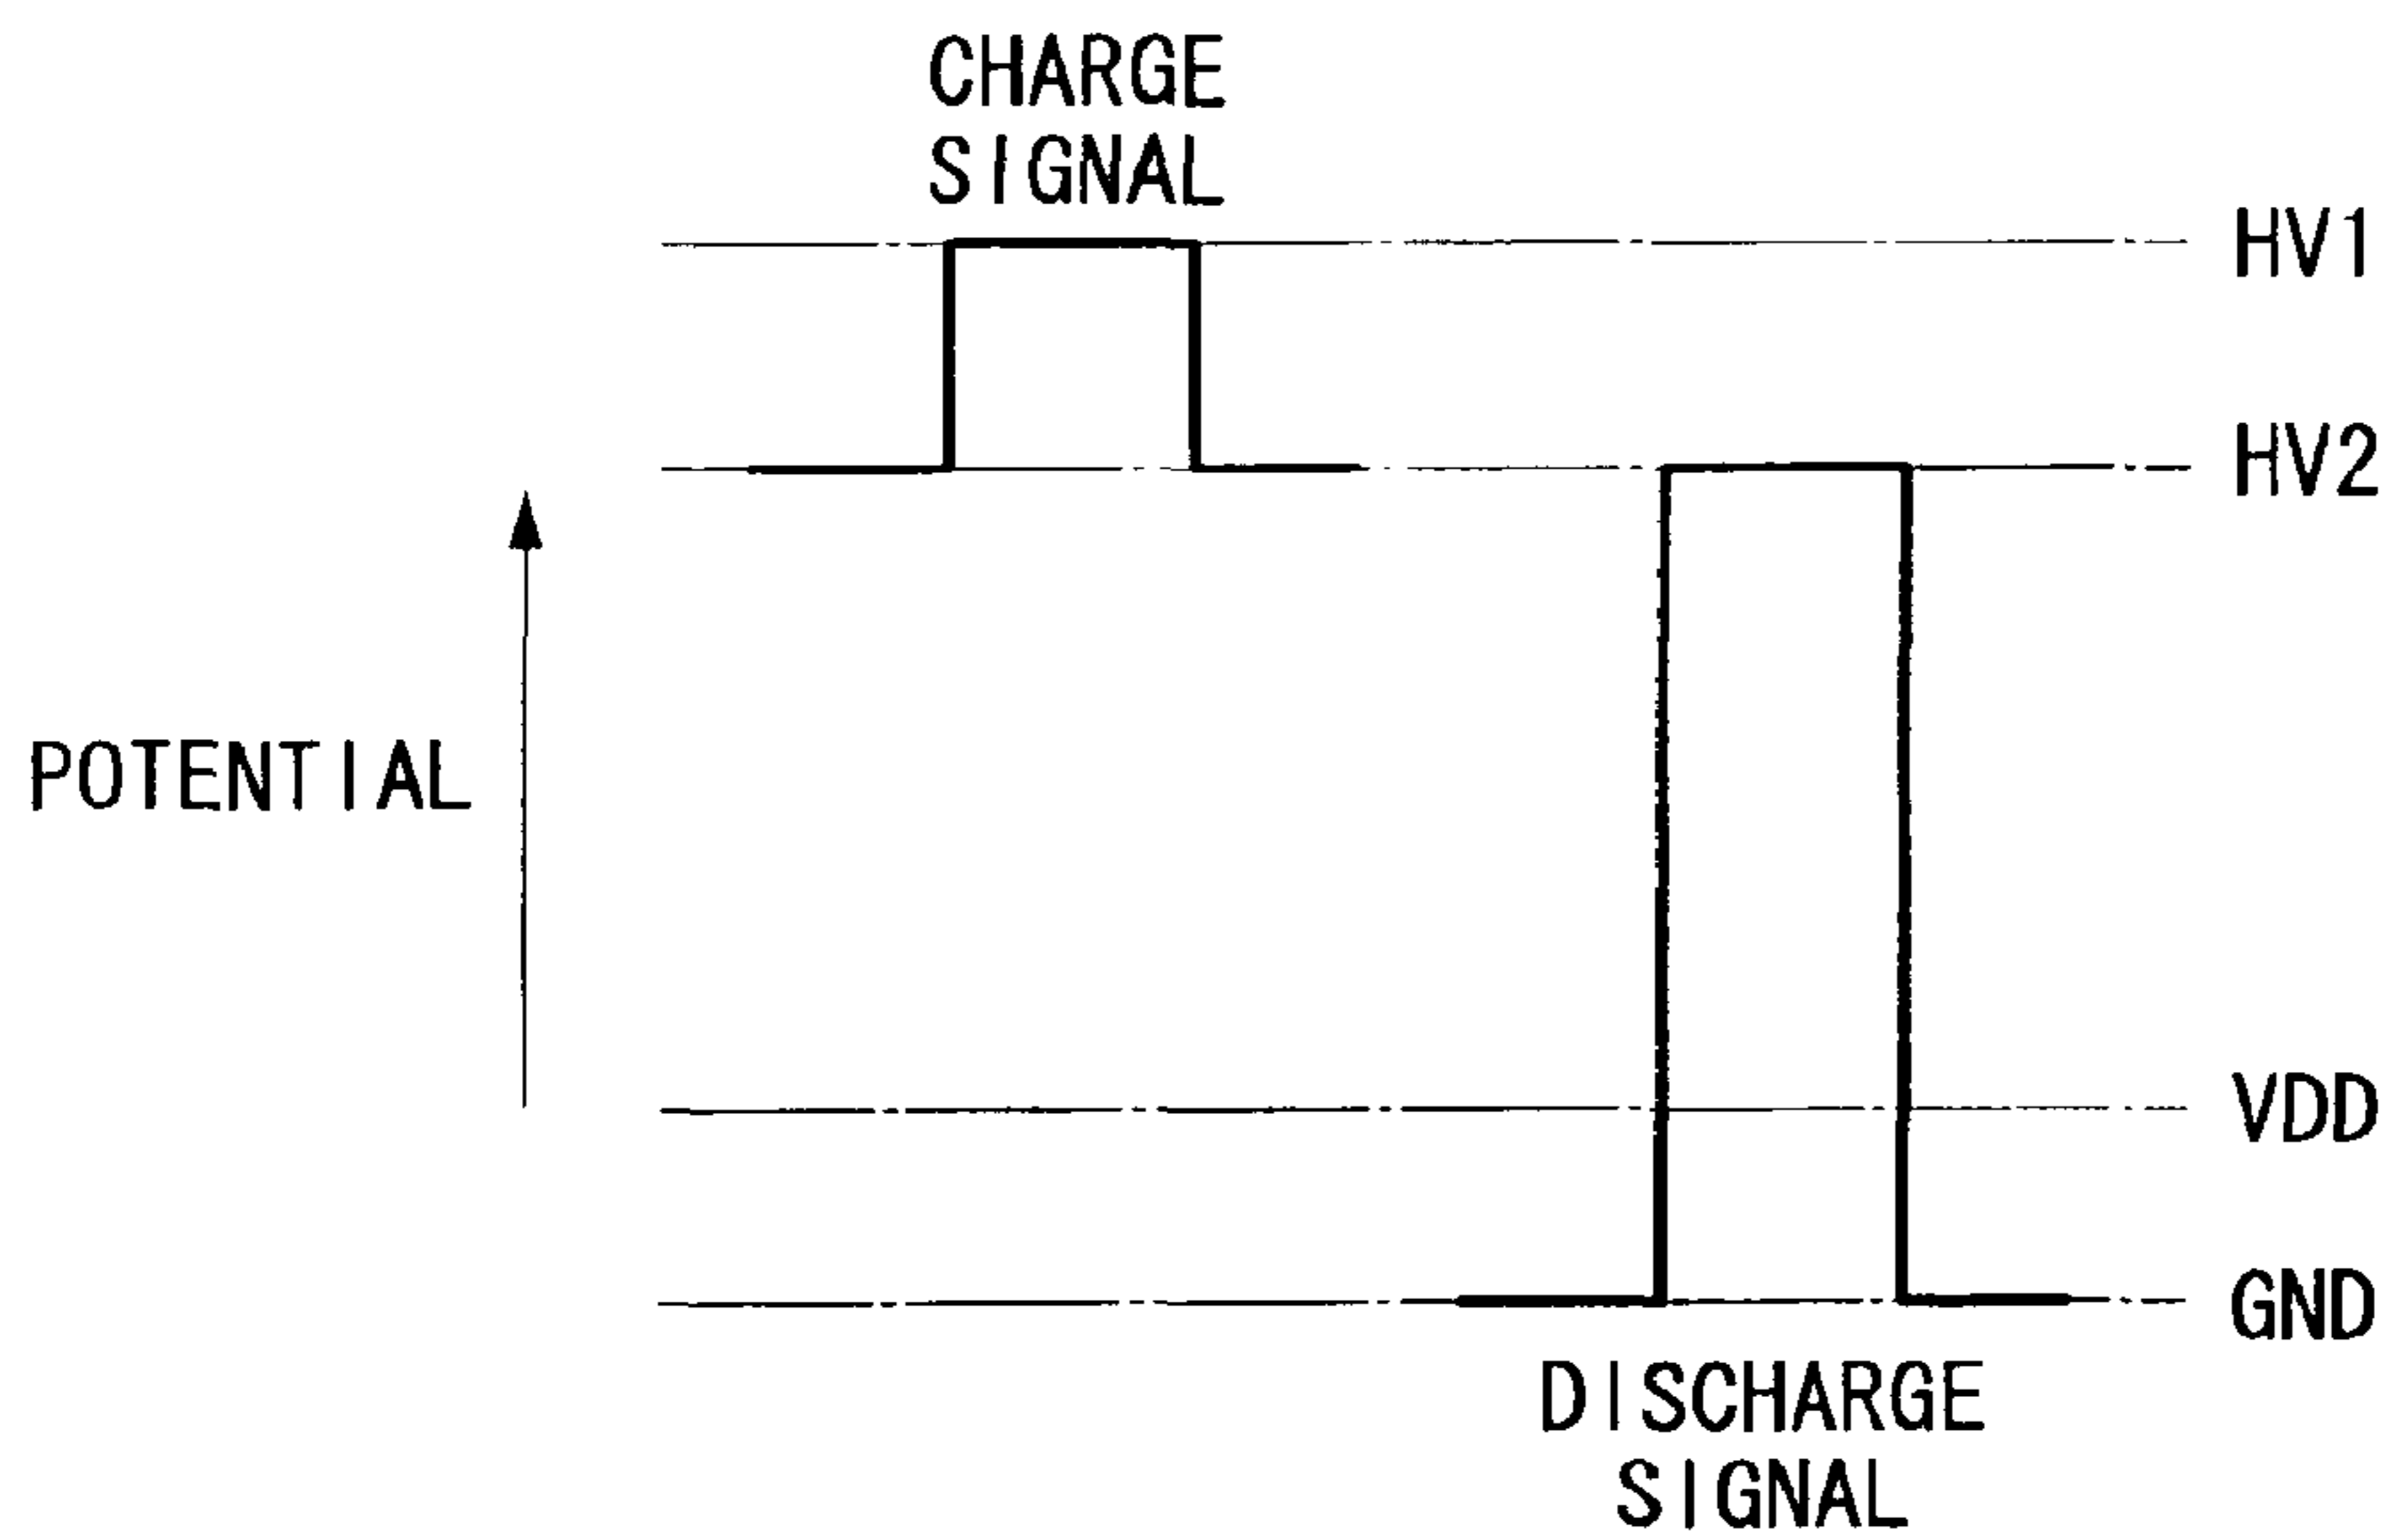 CHARGE
SIGNAL
HV1
HV2
POTENTIAL
VDD
GND
DISCHARGE
SIGNAL